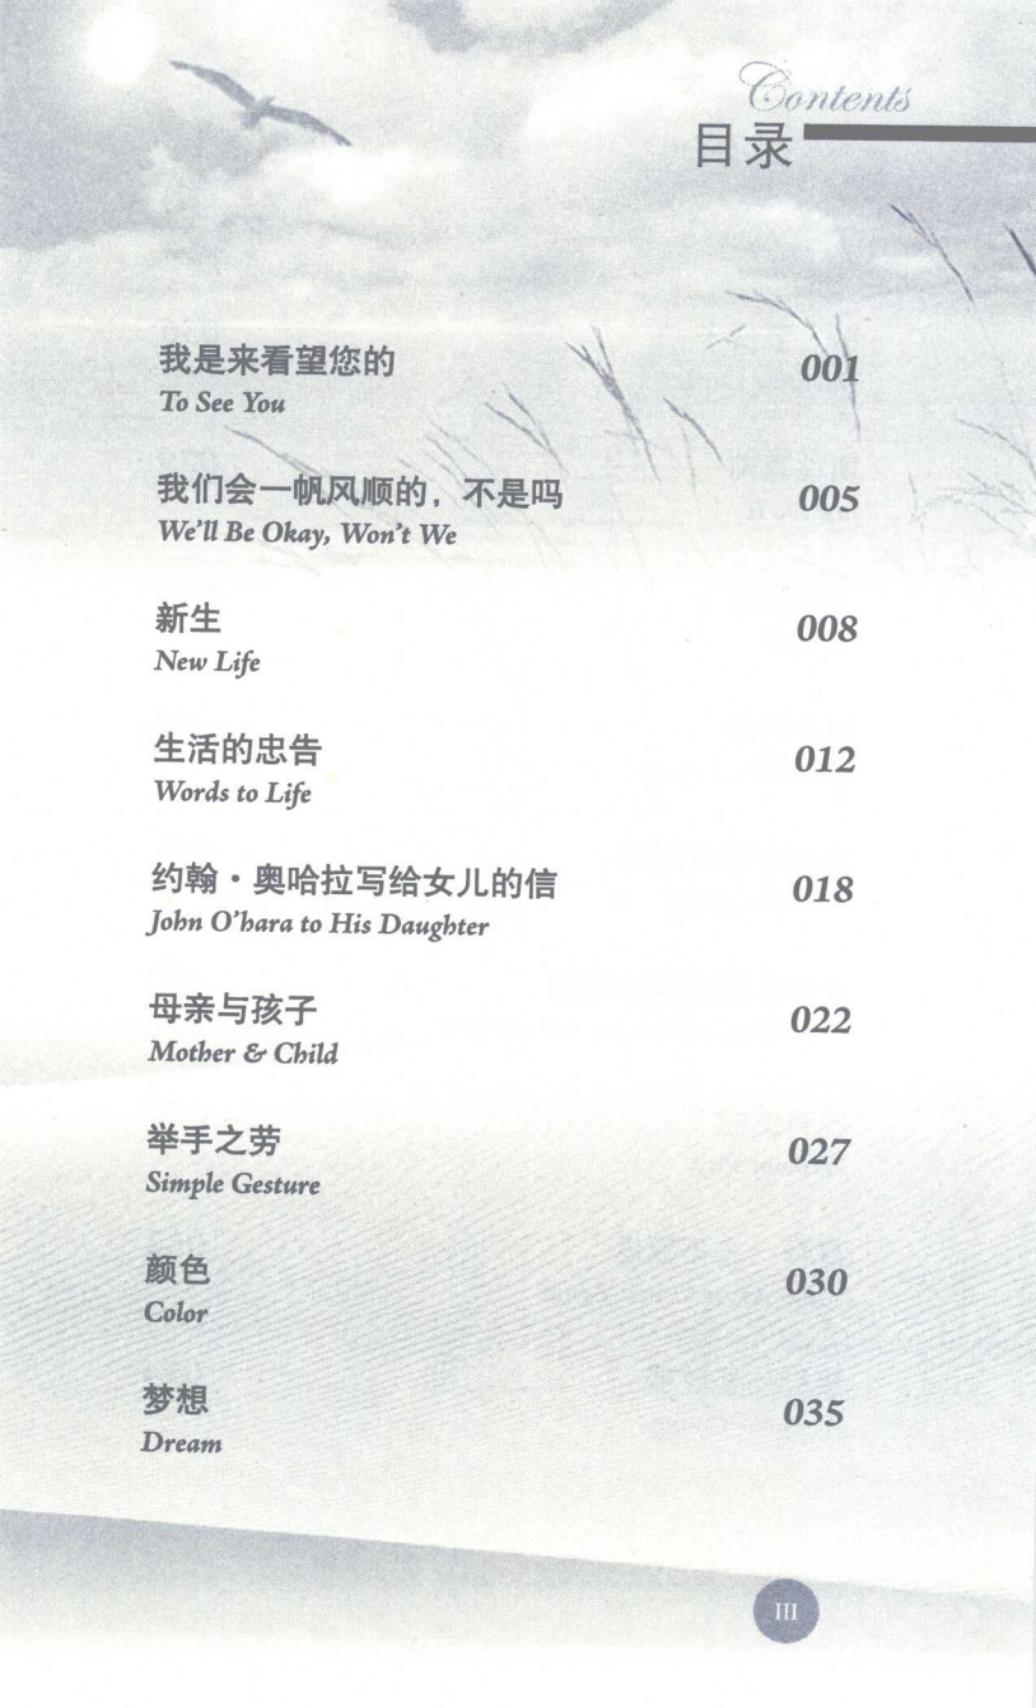 Contents
目录
我是来看望您的 001
To See You
我们会一帆风顺的，不是吗 005
We'll Be Okay, Won't We
新生 008
New Life
生活的忠告 012
Words to Life
约翰·奥哈拉写给女儿的信 018
John O'hara to His Daughter
母亲与孩子 022
Mother & Child
举手之劳 027
Simple Gesture
颜色 030
Color
梦想 035
Dream
III